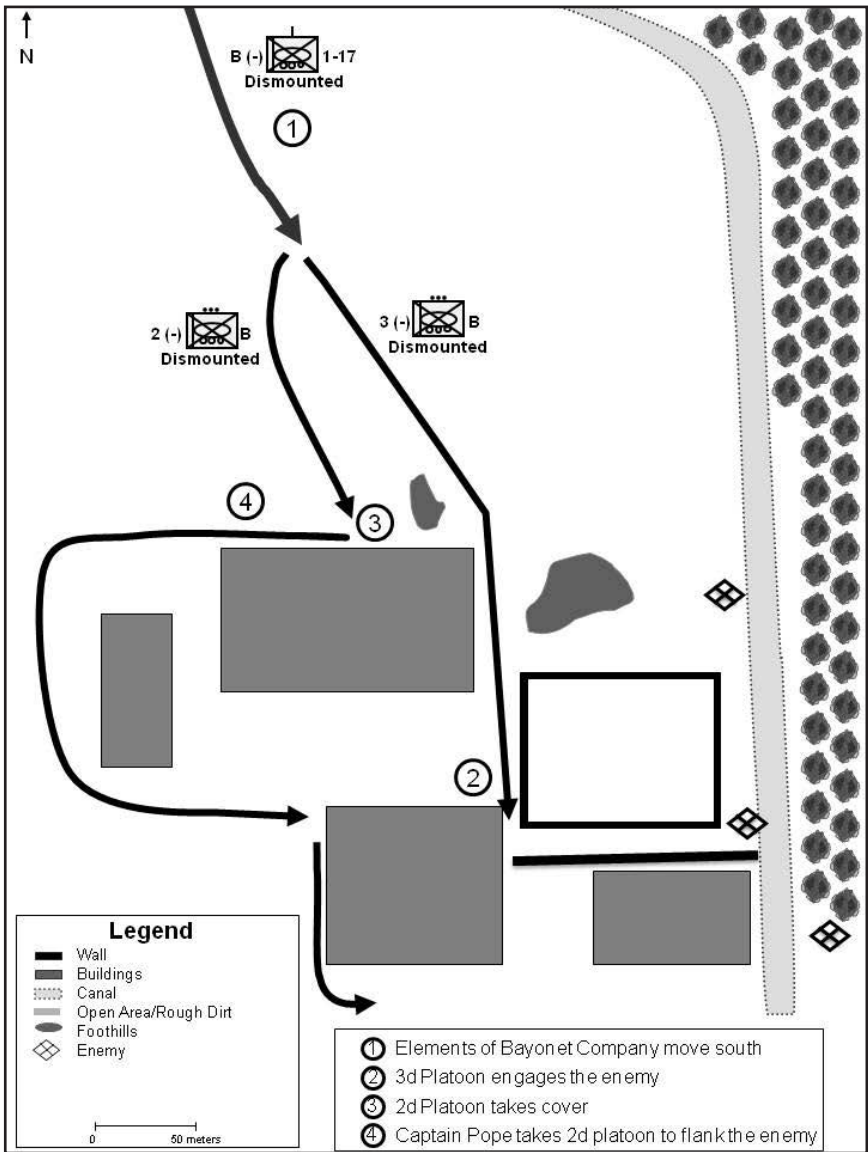 N
B (-) 1-17
Dismounted
1
2 (-) B
Dismounted
3 (-) B
Dismounted
4
3
2
Legend
Wall
Buildings
Canal
Open Area/Rough Dirt
Foothills
Enemy
0 50 meters
1 Elements of Bayonet Company move south
2 3d Platoon engages the enemy
3 2d Platoon takes cover
4 Captain Pope takes 2d platoon to flank the enemy